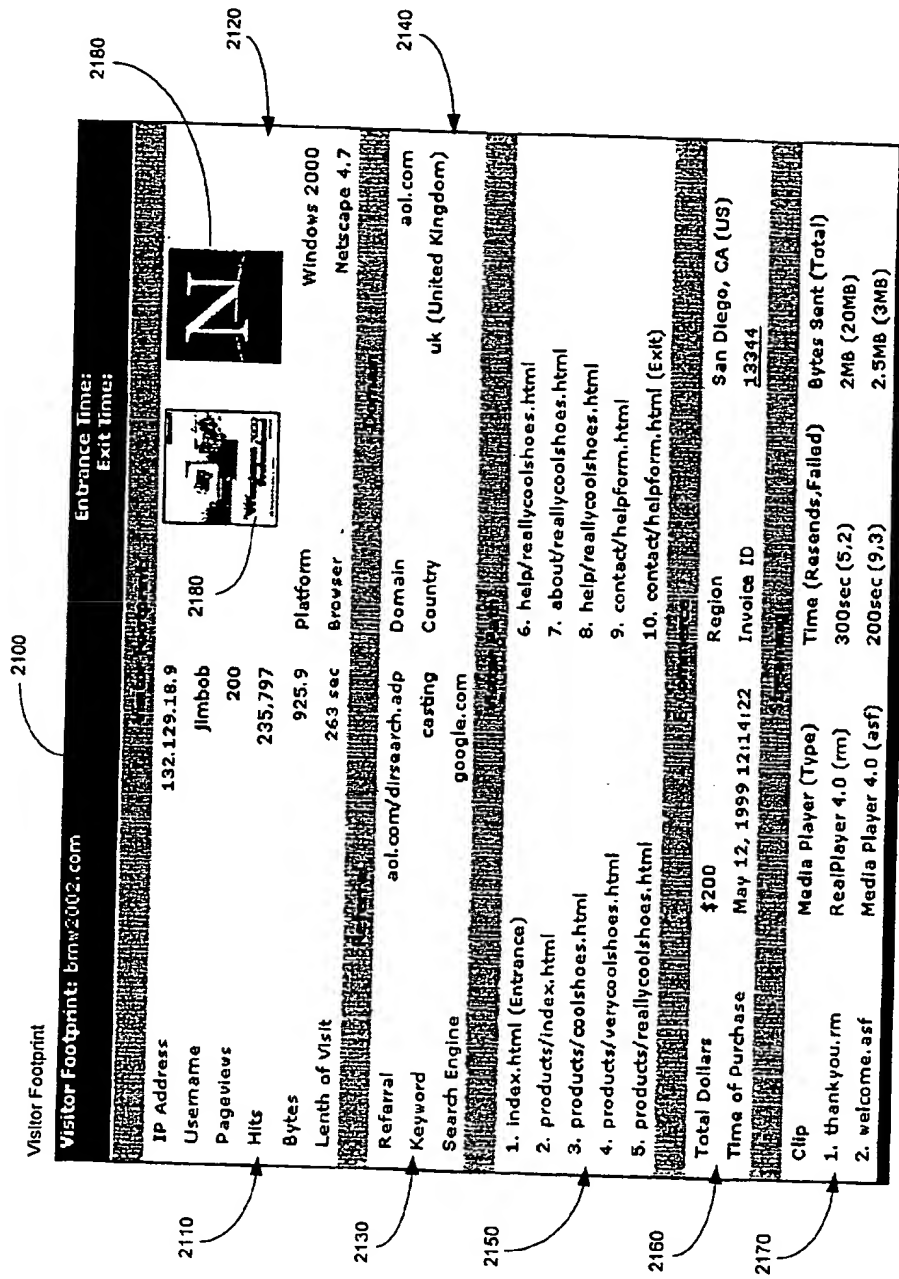 2100
Visitor Footprint
Visitor Footprint: bmw2002.com
Entrance Time:
Exit Time:
IP Address 132.129.18.9
Username jimbob
Pageviews 200
Hits 235,797
Bytes 925.9 Platform Windows 2000
Lenth of Visit 263 sec Browser Netscape 4.7
N
2180
2180
2110
2120
Referral aol.com/dirsearch.adp Domain aol.com
Keyword casting Country uk (United Kingdom)
Search Engine google.com
2130
2140
1. index.html (Entrance)
2. products/index.html
3. products/coolshoes.html
4. products/verycoolshoes.html
5. products/reallycoolshoes.html
6. help/reallycoolshoes.html
7. about/reallycoolshoes.html
8. help/reallycoolshoes.html
9. contact/helpform.html
10. contact/helpform.html (Exit)
2150
Total Dollars $200 Region San Diego, CA (US)
Time of Purchase May 12, 1999 12:14:22 Invoice ID 13344
2160
Clip Media Player (Type) Time (Resends,Failed) Bytes Sent (Total)
1. thankyou.rm RealPlayer 4.0 (rm) 300sec (5,2) 2MB (20MB)
2. welcome.asf Media Player 4.0 (asf) 200sec (9,3) 2.5MB (3MB)
2170